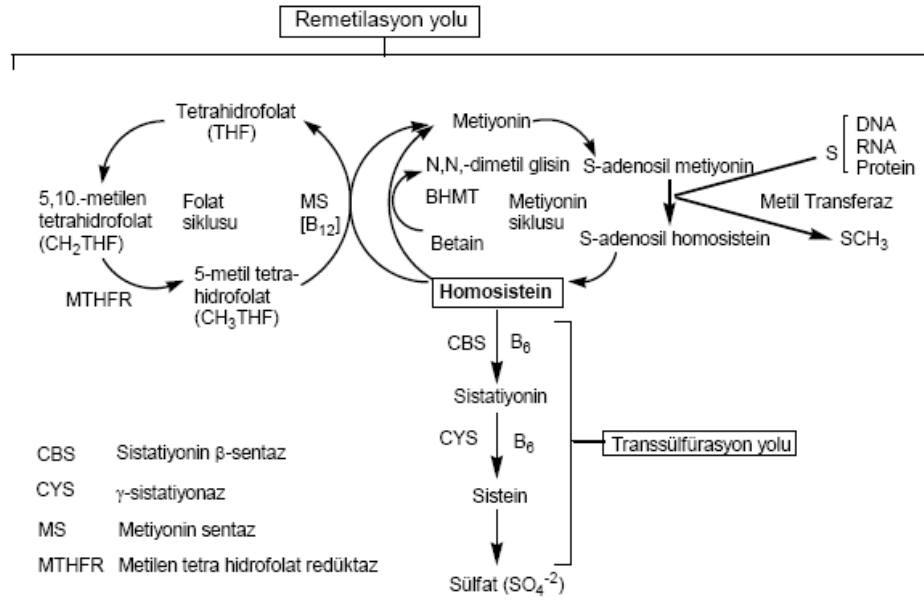 Remetilasyon yolu
Tetrahidrofolat
(THF)
5,10.-metilen
tetrahidrofolat
(CH₂THF)
Folat
siklusu
MS
[B₁₂]
MTHFR
5-metil tetra-
hidrofolat
(CH₃THF)
Metiyonin
N,N,-dimetil glisin
BHMT
Betain
Metiyonin
siklusu
S-adenosil metiyonin
S-adenosil homosistein
S
DNA
RNA
Protein
Metil Transferaz
SCH₃
Homosistein
CBS B₆
Sistatiyonin
CYS B₆
Sistein
Sülfat (SO₄⁻²)
Transsülfürasyon yolu
CBS Sistatiyonin β-sentaz
CYS γ-sistatiyonaz
MS Metiyonin sentaz
MTHFR Metilen tetra hidrofolat redüktaz